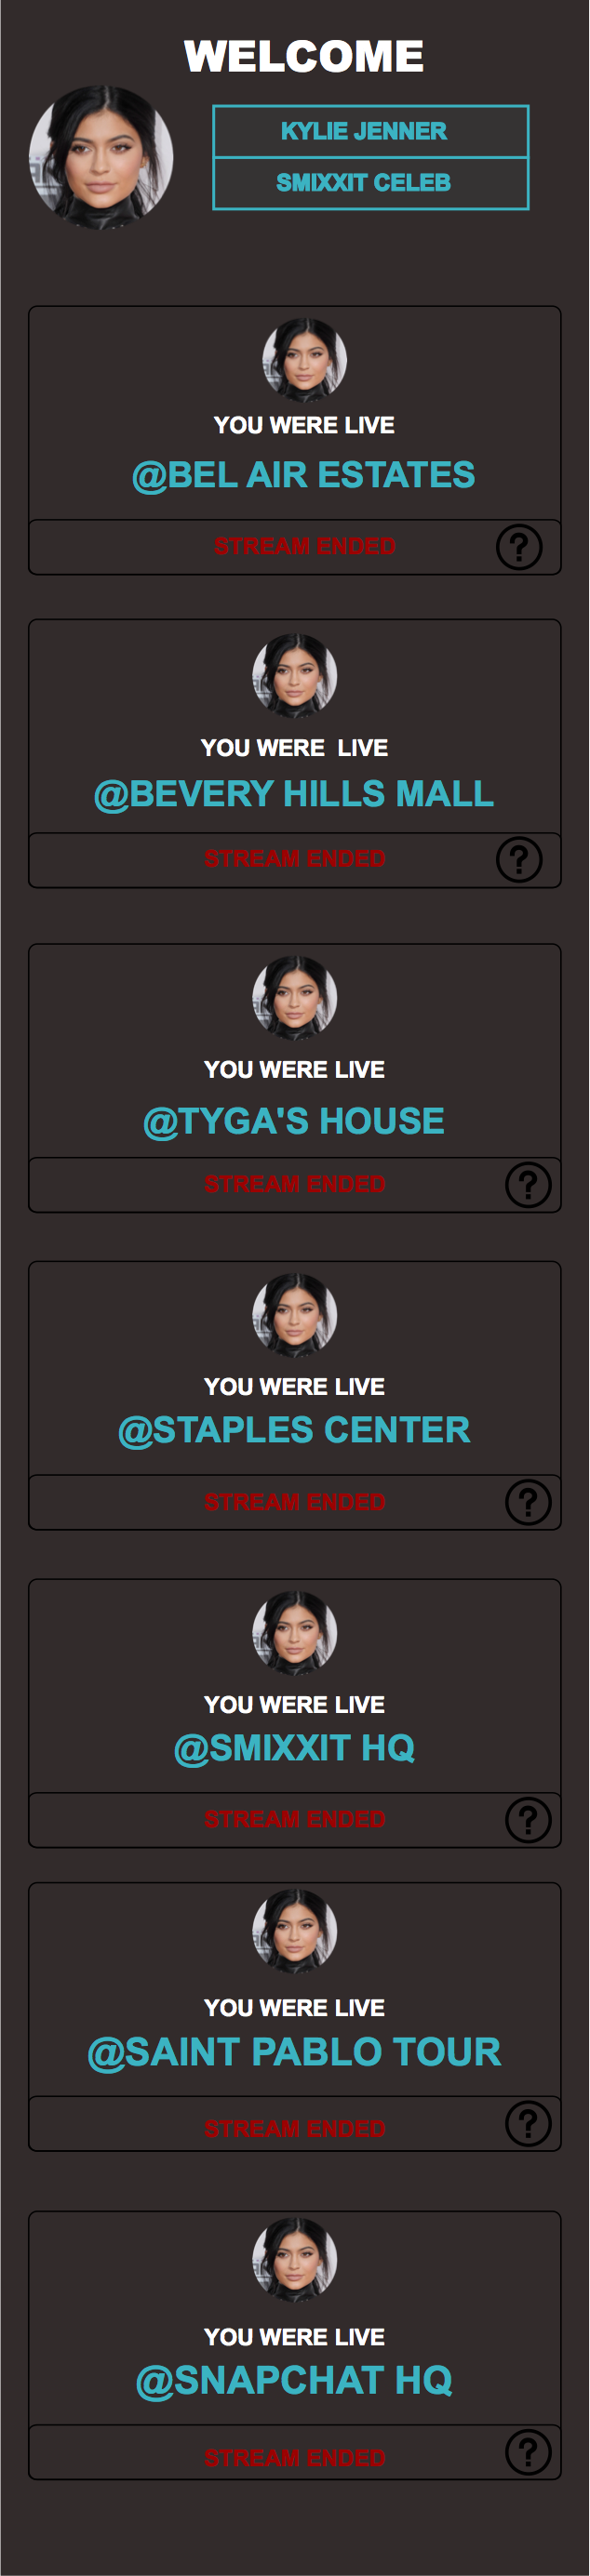 WELCOME
KYLIE JENNER
SMIXXIT CELEB
YOU WERE LIVE
@BEL AIR ESTATES
STREAM ENDED
?
YOU WERE LIVE
@BEVERY HILLS MALL
STREAM ENDED
?
YOU WERE LIVE
@TYGA'S HOUSE
STREAM ENDED
?
YOU WERE LIVE
@STAPLES CENTER
STREAM ENDED
?
YOU WERE LIVE
@SMIXXIT HQ
STREAM ENDED
?
YOU WERE LIVE
@SAINT PABLO TOUR
STREAM ENDED
?
YOU WERE LIVE
@SNAPCHAT HQ
STREAM ENDED
?